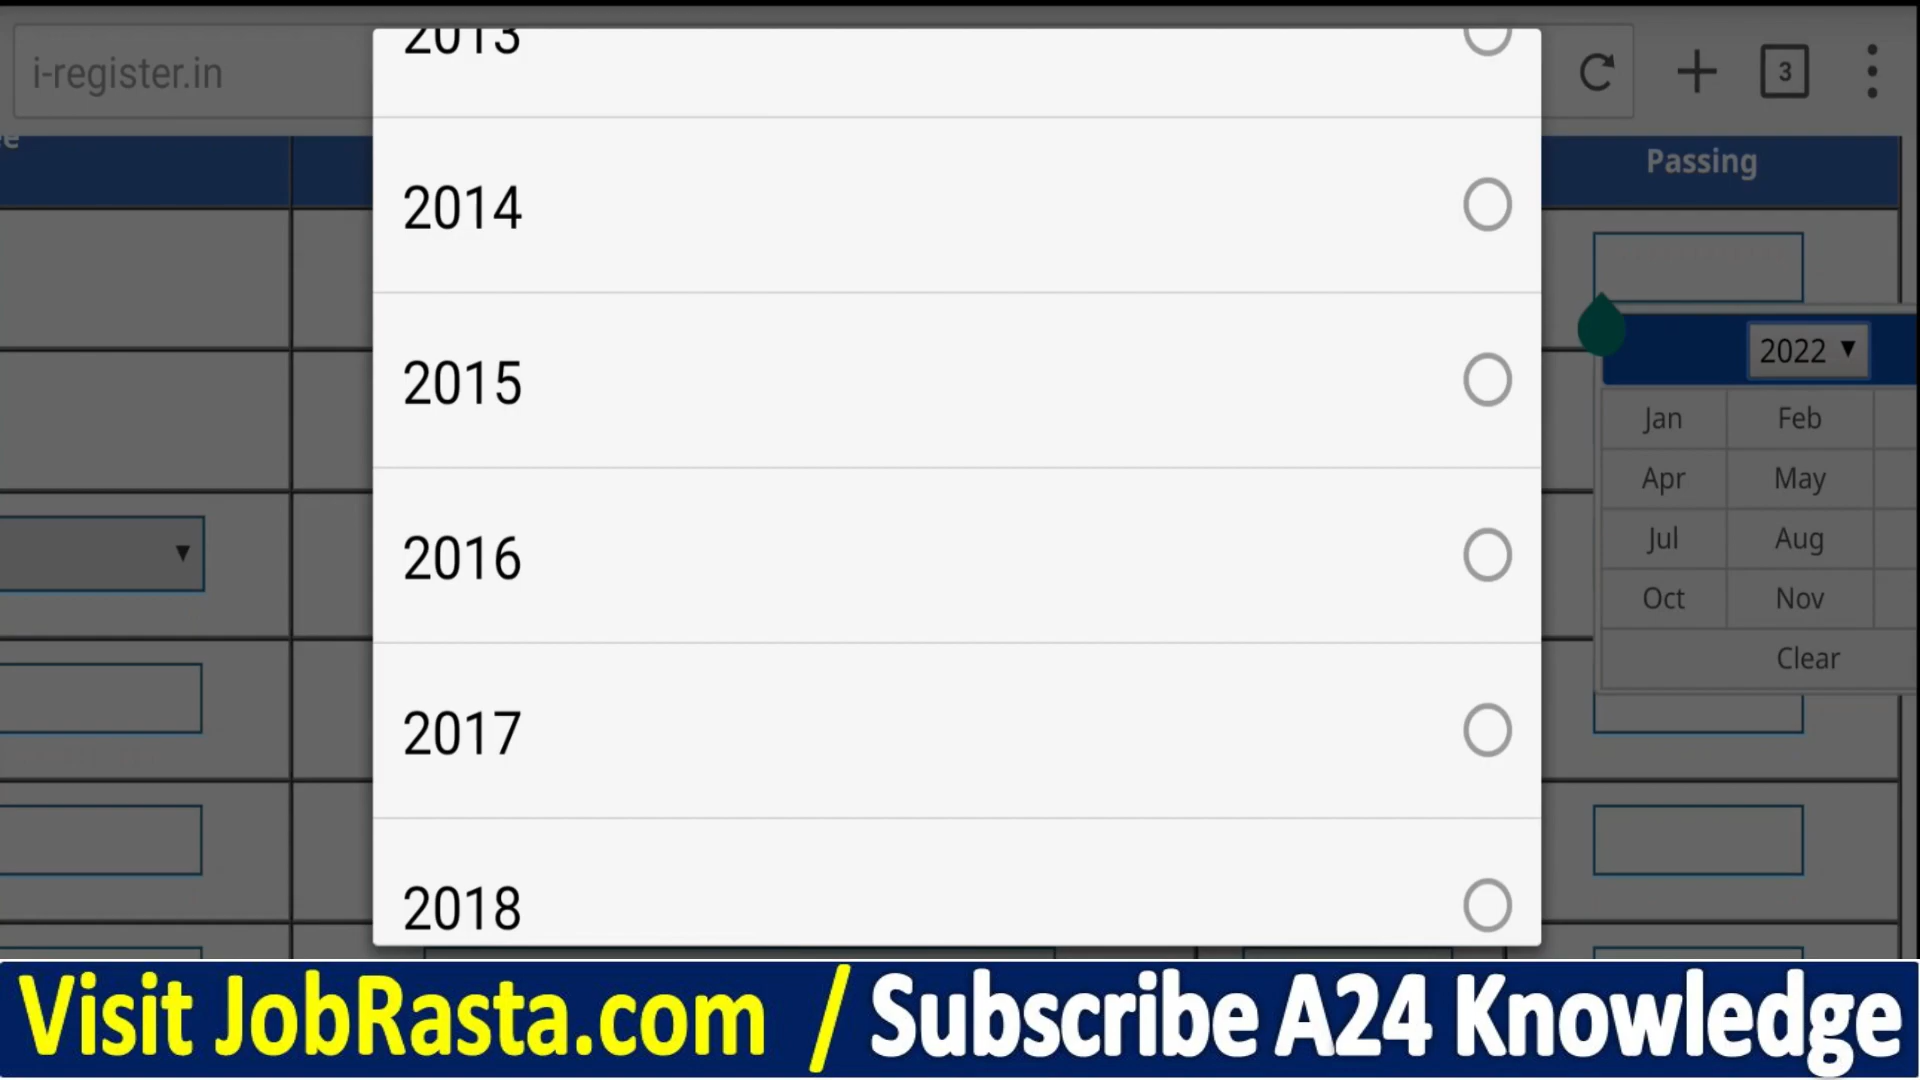 2013
i-register.in
3
Passing
2014
2015
2022
Jan Feb
Apr May
2016
Jul Aug
Oct Nov
Clear
2017
2018
Visit JobRasta.com / Subscribe A24 Knowledge